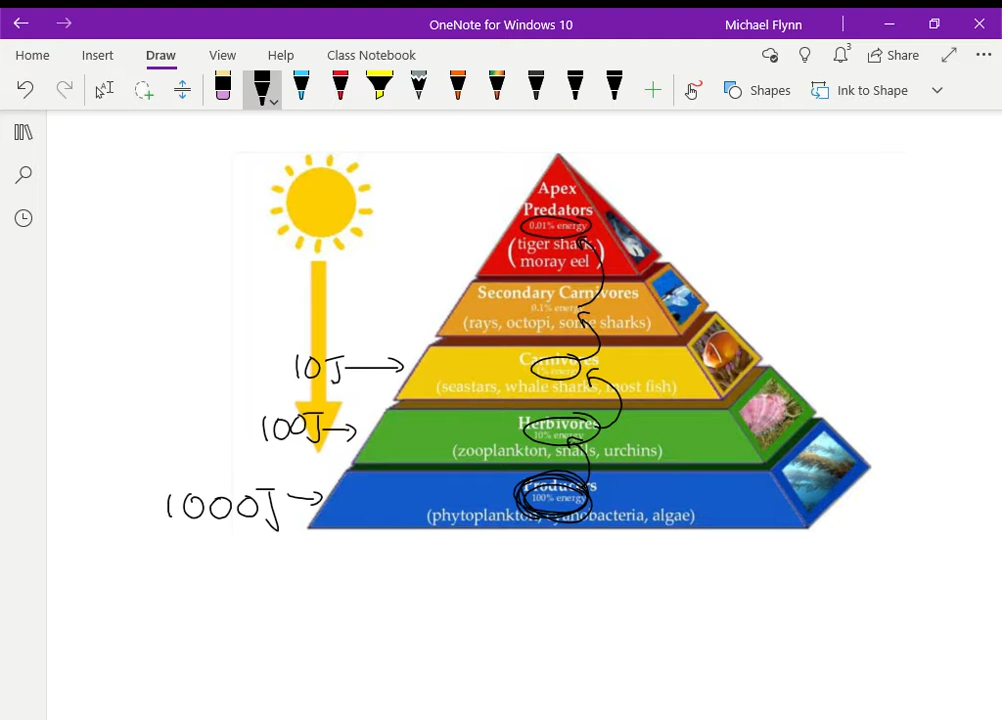 OneNote for Windows 10
Michael Flynn
Home
Insert
Draw
View
Help
Class Notebook
3
Share
Shapes
Ink to Shape
Apex
Predators
0.01% energy
(tiger shark,
moray eel)
Secondary Carnivores
0.1% energy
(rays, octopi, some sharks)
10J
Carnivores
1% energy
(seastars, whale sharks, most fish)
100J
Herbivores
10% energy
(zooplankton, snails, urchins)
1000J
Producers
100% energy
(phytoplankton, cyanobacteria, algae)